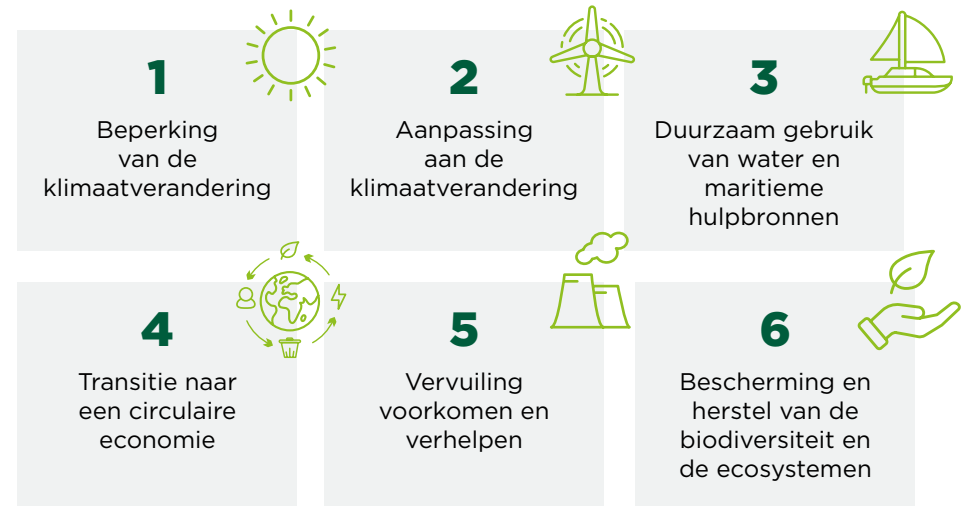 1
Beperking
van de
klimaatverandering
2
Aanpassing
aan de
klimaatverandering
3
Duurzaam gebruik
van water en
maritieme
hulpbronnen
4
Transitie naar
een circulaire
economie
5
Vervuiling
voorkomen en
verhelpen
6
Bescherming en
herstel van de
biodiversiteit en
de ecosystemen